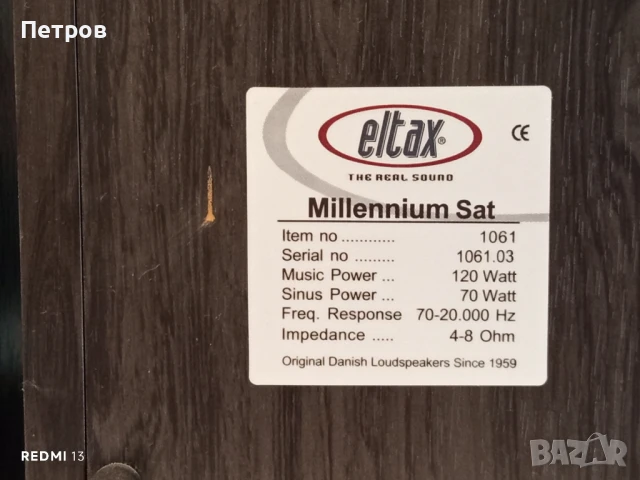 Петров
eltax®
CE
THE REAL SOUND
Millennium Sat
Item no ............ 1061
Serial no ......... 1061.03
Music Power ... 120 Watt
Sinus Power ... 70 Watt
Freq. Response 70-20.000 Hz
Impedance ..... 4-8 Ohm
Original Danish Loudspeakers Since 1959
REDMI 13
BAZAR